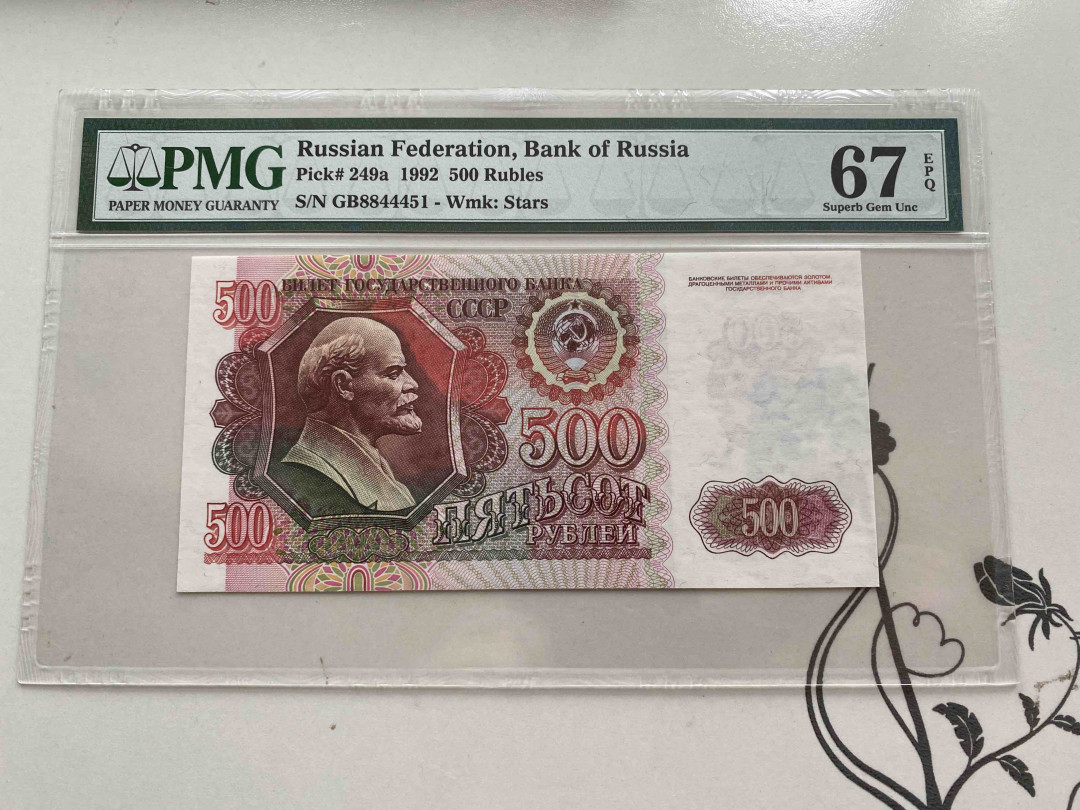 PMG
PAPER MONEY GUARANTY
Russian Federation, Bank of Russia
Pick# 249a 1992 500 Rubles
S/N GB8844451 - Wmk: Stars
67
EPQ
Superb Gem Unc
500
БИЛЕТ ГОСУДАРСТВЕННОГО БАНКА
СССР
БАНКОВСКИЕ БИЛЕТЫ ОБЕСПЕЧИВАЮТСЯ ЗОЛОТОМ,
ДРАГОЦЕННЫМИ МЕТАЛЛАМИ И ПРОЧИМИ АКТИВАМИ
ГОСУДАРСТВЕННОГО БАНКА
500
500
ПЯТЬСОТ
РУБЛЕЙ
500